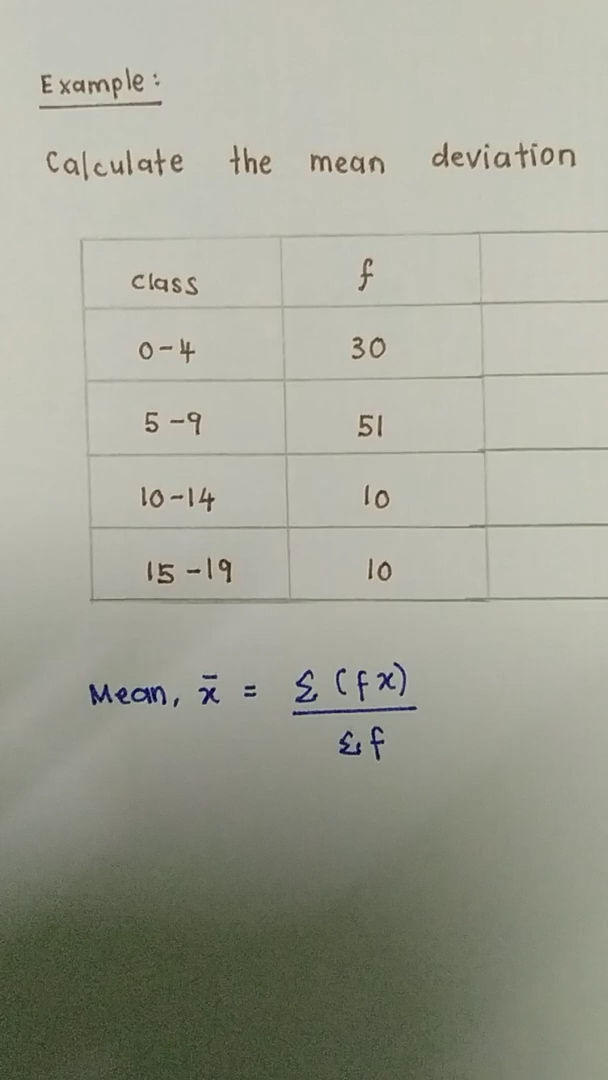 Example:
Calculate the mean deviation
class f
0-4 30
5-9 51
10-14 10
15-19 10
Mean, x̄ = Σ(fx)
Σf